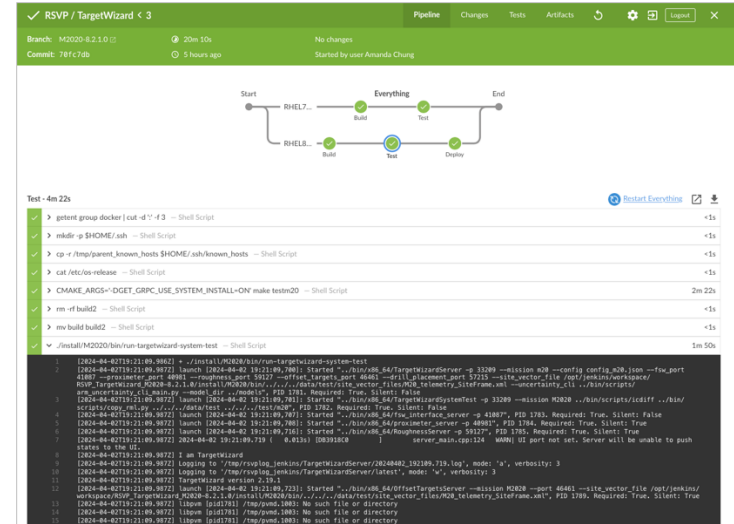 RSVP / TargetWizard < 3
Pipeline Changes Tests Artifacts Logout
Branch: M2020-8.2.1.0 20m 10s No changes
Commit: 70fc7db 5 hours ago Started by user Amanda Chung
Start Everything End
RHEL7...
Build Test
RHEL8...
Build Test Deploy
Test - 4m 22s Restart Everything
getent group docker | cut -d ':' -f 3 — Shell Script <1s
mkdir -p $HOME/.ssh — Shell Script <1s
cp -r /tmp/parent_known_hosts $HOME/.ssh/known_hosts — Shell Script <1s
cat /etc/os-release — Shell Script <1s
CMAKE_ARGS='-DGET_GRPC_USE_SYSTEM_INSTALL=ON' make testm20 — Shell Script 2m 22s
rm -rf build2 — Shell Script <1s
mv build build2 — Shell Script <1s
./install/M2020/bin/run-targetwizard-system-test — Shell Script 1m 50s
1 [2024-04-02T19:21:09.986Z] + ./install/M2020/bin/run-targetwizard-system-test
2 [2024-04-02T19:21:09.987Z] launch [2024-04-02 19:21:09,700]: Started "../bin/x86_64/TargetWizardServer -p 33209 --mission m20 --config config_m20.json --fsw_port
41087 --proximeter_port 40981 --roughness_port 59127 --offset_targets_port 46461 --drill_placement_port 57215 --site_vector_file /opt/jenkins/workspace/
RSVP_TargetWizard_M2020-8.2.1.0/install/M2020/bin/../../../data/test/site_vector_files/M20_telemetry_SiteFrame.xml --uncertainty_cli ../bin/scripts/
arm_uncertainty_cli_main.py --model_dir ../models", PID 1781. Required: True. Silent: False
3 [2024-04-02T19:21:09.987Z] launch [2024-04-02 19:21:09,701]: Started "../bin/x86_64/TargetWizardSystemTest -p 33209 --mission M2020 ../bin/scripts/icdiff ../bin/
scripts/copy_rml.py ../../../data/test ../../../test/m20", PID 1782. Required: True. Silent: False
4 [2024-04-02T19:21:09.987Z] launch [2024-04-02 19:21:09,707]: Started "../bin/x86_64/fsw_interface_server -p 41087", PID 1783. Required: True. Silent: True
5 [2024-04-02T19:21:09.987Z] launch [2024-04-02 19:21:09,708]: Started "../bin/x86_64/proximeter_server -p 40981", PID 1784. Required: True. Silent: True
6 [2024-04-02T19:21:09.987Z] launch [2024-04-02 19:21:09,716]: Started "../bin/x86_64/RoughnessServer -p 59127", PID 1785. Required: True. Silent: True
7 [2024-04-02T19:21:09.987Z] 2024-04-02 19:21:09.719 ( 0.013s) [DB3918C0 ] server_main.cpp:124 WARN| UI port not set. Server will be unable to push
states to the UI.
8 [2024-04-02T19:21:09.987Z] I am TargetWizard
9 [2024-04-02T19:21:09.987Z] Logging to '/tmp/rsvplog_jenkins/TargetWizardServer/20240402_192109.719.log', mode: 'a', verbosity: 3
10 [2024-04-02T19:21:09.987Z] Logging to '/tmp/rsvplog_jenkins/TargetWizardServer/latest', mode: 'w', verbosity: 3
11 [2024-04-02T19:21:09.987Z] TargetWizard version 2.19.1
12 [2024-04-02T19:21:09.987Z] launch [2024-04-02 19:21:09,723]: Started "../bin/x86_64/OffsetTargetsServer --mission M2020 --port 46461 --site_vector_file /opt/jenkins/
workspace/RSVP_TargetWizard_M2020-8.2.1.0/install/M2020/bin/../../../data/test/site_vector_files/M20_telemetry_SiteFrame.xml", PID 1789. Required: True. Silent: True
13 [2024-04-02T19:21:09.987Z] libpvm [pid1781] /tmp/pvmd.1003: No such file or directory
14 [2024-04-02T19:21:09.987Z] libpvm [pid1781] /tmp/pvmd.1003: No such file or directory
15 [2024-04-02T19:21:09.987Z] libpvm [pid1781] /tmp/pvmd.1003: No such file or directory